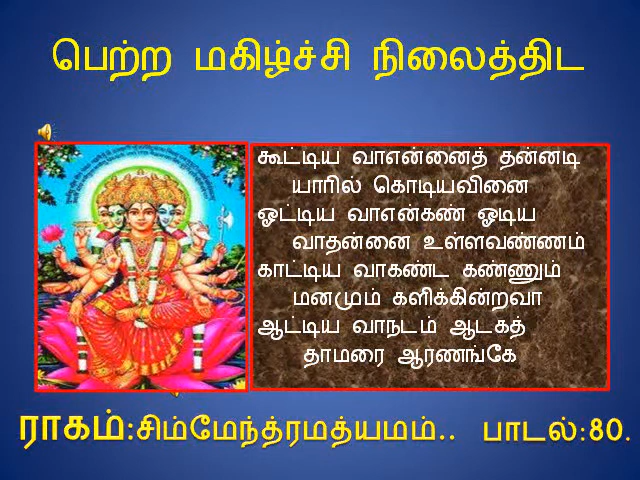 பெற்ற மகிழ்ச்சி நிலைத்திட
கூட்டிய வாஎன்னைத் தன்னடி
யாரில் கொடியவினை
ஓட்டிய வாஎன்கண் ஓடிய
வாதன்னை உள்ளவண்ணம்
காட்டிய வாகண்ட கண்ணும்
மனமும் களிக்கின்றவா
ஆட்டிய வாநடம் ஆடகத்
தாமரை ஆரணங்கே
ராகம்:சிம்மேந்த்ரமத்யமம்.. பாடல்:80.